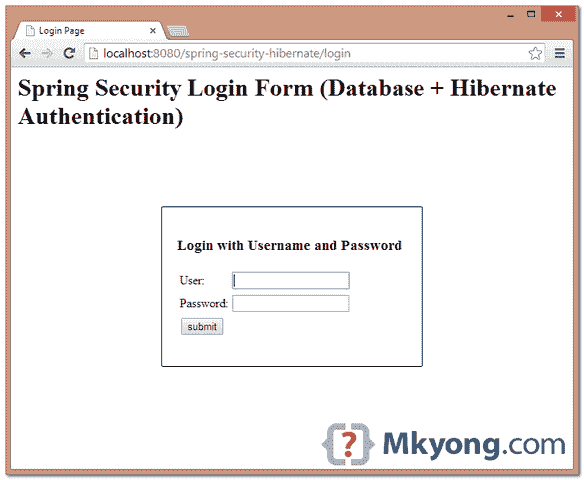 Login Page
localhost:8080/spring-security-hibernate/login
Spring Security Login Form (Database + Hibernate
Authentication)
Login with Username and Password
User:
Password:
submit
{?} Mkyong.com